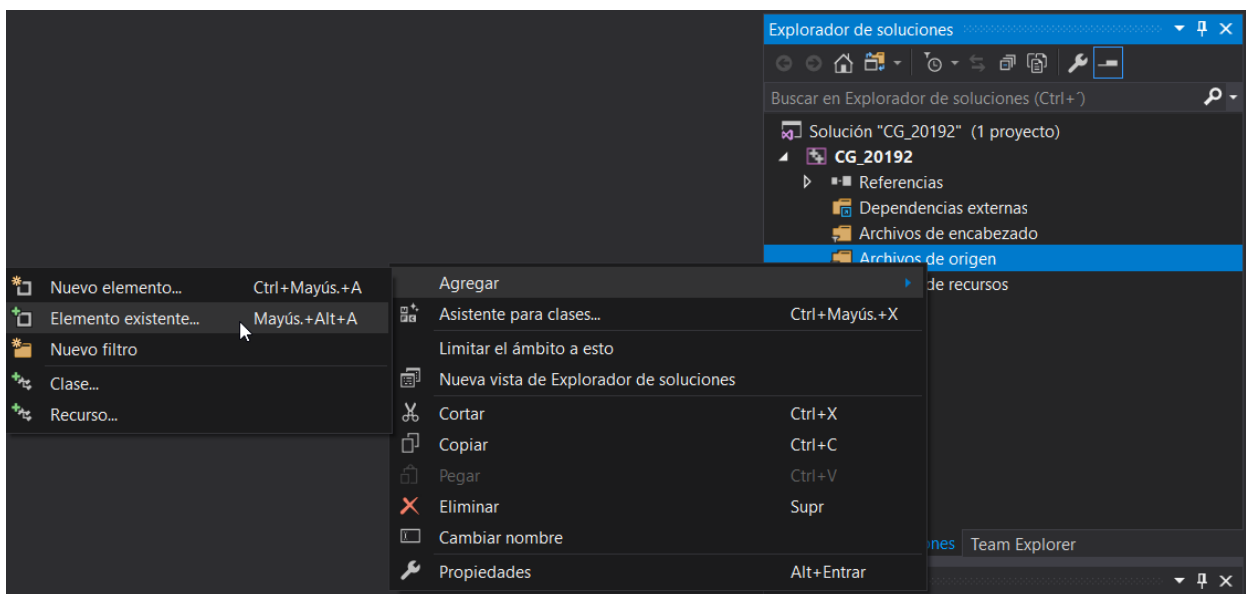 Explorador de soluciones
Buscar en Explorador de soluciones (Ctrl+´)
Solución "CG_20192" (1 proyecto)
CG_20192
Referencias
Dependencias externas
Archivos de encabezado
Archivos de origen
de recursos
Nuevo elemento... Ctrl+Mayús.+A
Elemento existente... Mayús.+Alt+A
Nuevo filtro
Clase...
Recurso...
Agregar
Asistente para clases... Ctrl+Mayús.+X
Limitar el ámbito a esto
Nueva vista de Explorador de soluciones
Cortar Ctrl+X
Copiar Ctrl+C
Pegar Ctrl+V
Eliminar Supr
Cambiar nombre
Propiedades Alt+Entrar
nes Team Explorer